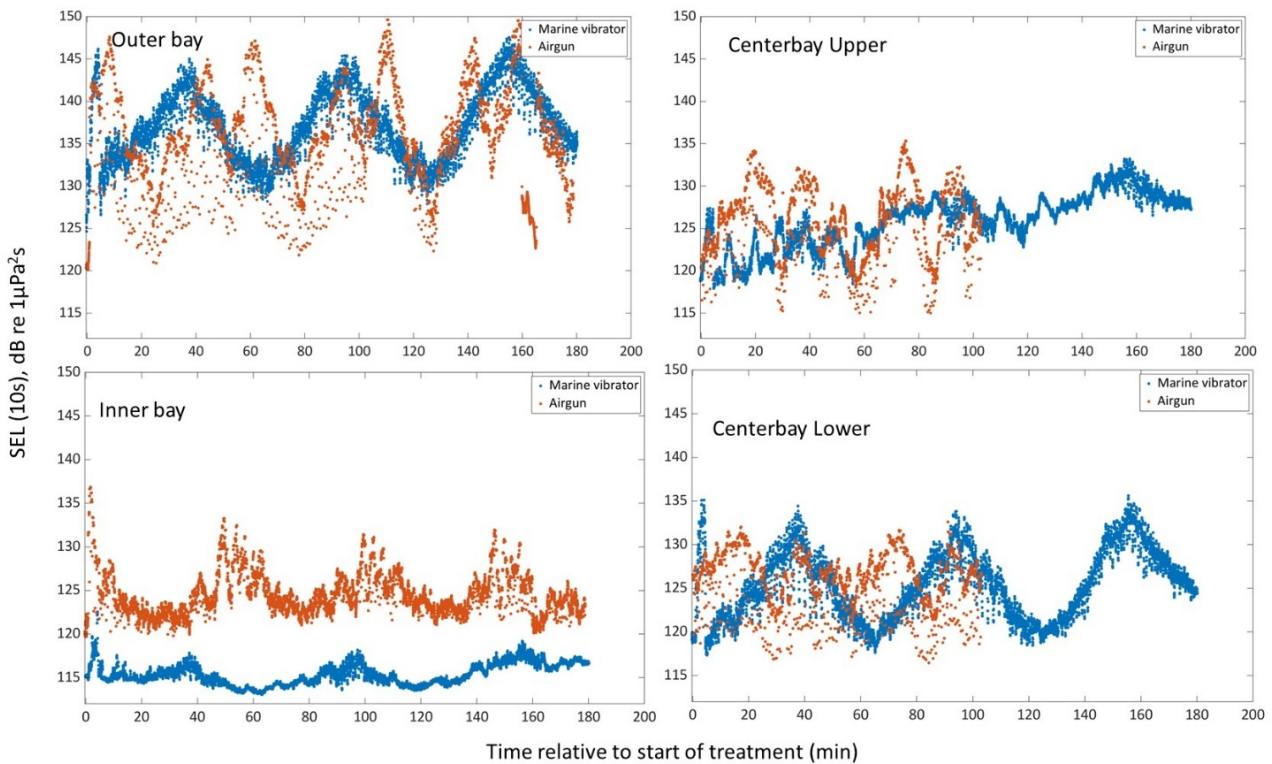 SEL (10s), dB re 1µPa²s
Outer bay
Marine vibrator
Airgun
150
145
140
135
130
125
120
115
0 20 40 60 80 100 120 140 160 180 200
Centerbay Upper
Marine vibrator
Airgun
150
145
140
135
130
125
120
115
0 20 40 60 80 100 120 140 160 180 200
Inner bay
Marine vibrator
Airgun
150
145
140
135
130
125
120
115
0 20 40 60 80 100 120 140 160 180 200
Centerbay Lower
Marine vibrator
Airgun
150
145
140
135
130
125
120
115
0 20 40 60 80 100 120 140 160 180 200
Time relative to start of treatment (min)